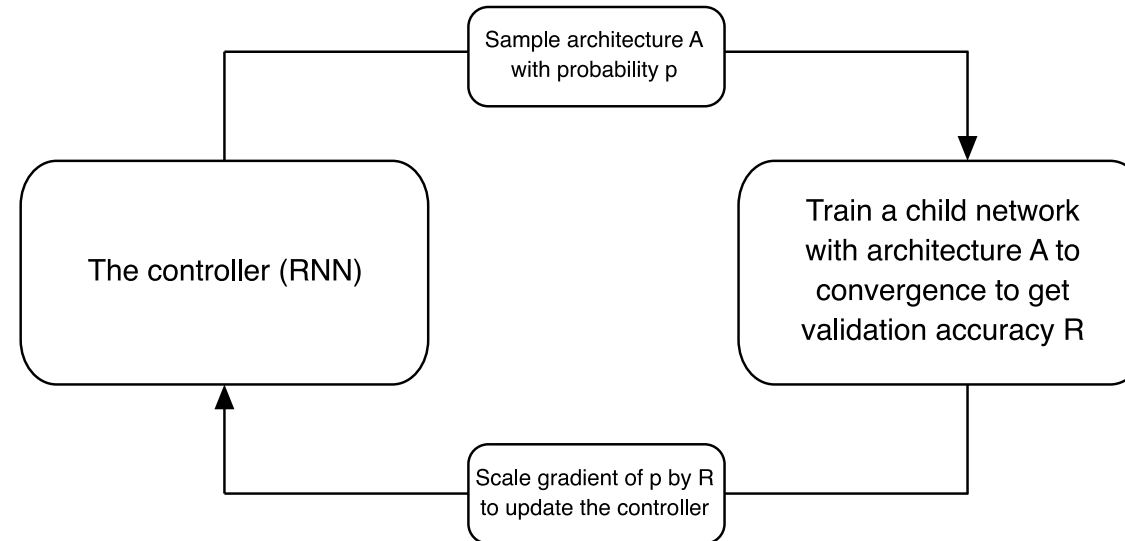 Sample architecture A
with probability p
The controller (RNN)
Train a child network
with architecture A to
convergence to get
validation accuracy R
Scale gradient of p by R
to update the controller